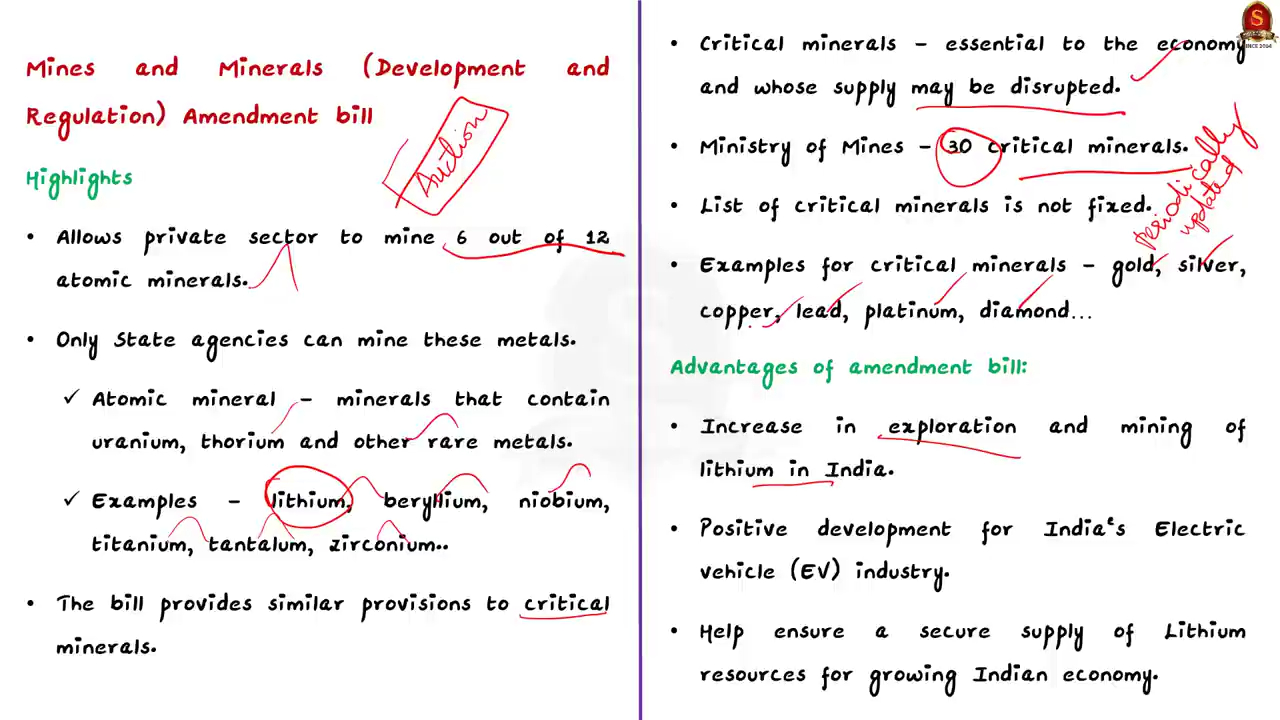 Mines and Minerals (Development and
Regulation) Amendment bill
Auction
Highlights
• Allows private sector to mine 6 out of 12
atomic minerals.
• Only State agencies can mine these metals.
✓ Atomic mineral – minerals that contain
uranium, thorium and other rare metals.
✓ Examples – lithium, beryllium, niobium,
titanium, tantalum, zirconium..
• The bill provides similar provisions to critical
minerals.
S
SINCE 2014
• Critical minerals – essential to the economy
and whose supply may be disrupted.
• Ministry of Mines – 30 critical minerals.
periodically
updated
• List of critical minerals is not fixed.
• Examples for critical minerals – gold, silver,
copper, lead, platinum, diamond...
Advantages of amendment bill:
• Increase in exploration and mining of
lithium in India.
• Positive development for India's Electric
vehicle (EV) industry.
• Help ensure a secure supply of Lithium
resources for growing Indian economy.